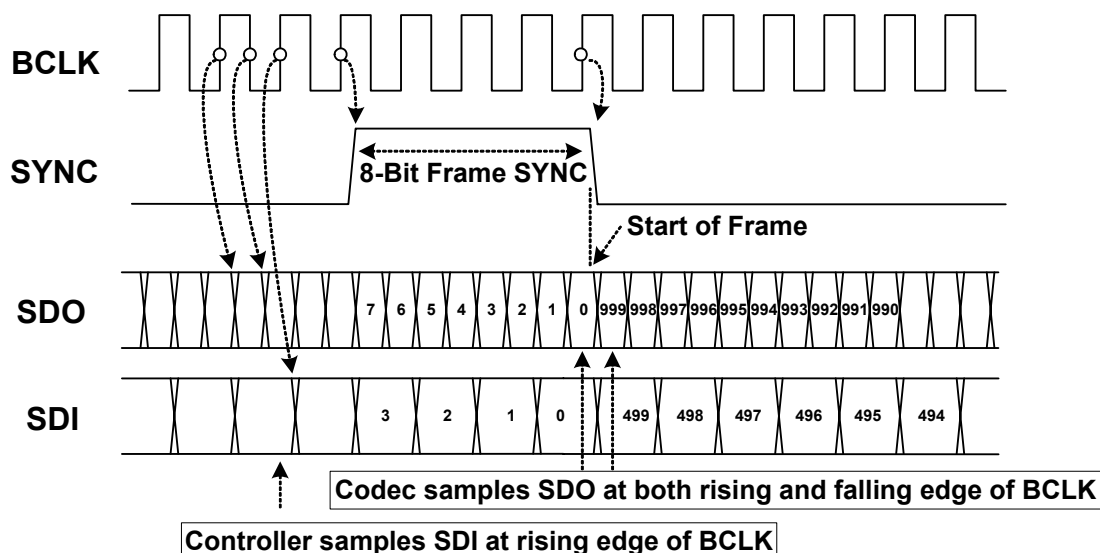 BCLK
SYNC
8-Bit Frame SYNC
Start of Frame
SDO
7 6 5 4 3 2 1 0 999 998 997 996 995 994 993 992 991 990
SDI
3 2 1 0 499 498 497 496 495 494
Codec samples SDO at both rising and falling edge of BCLK
Controller samples SDI at rising edge of BCLK